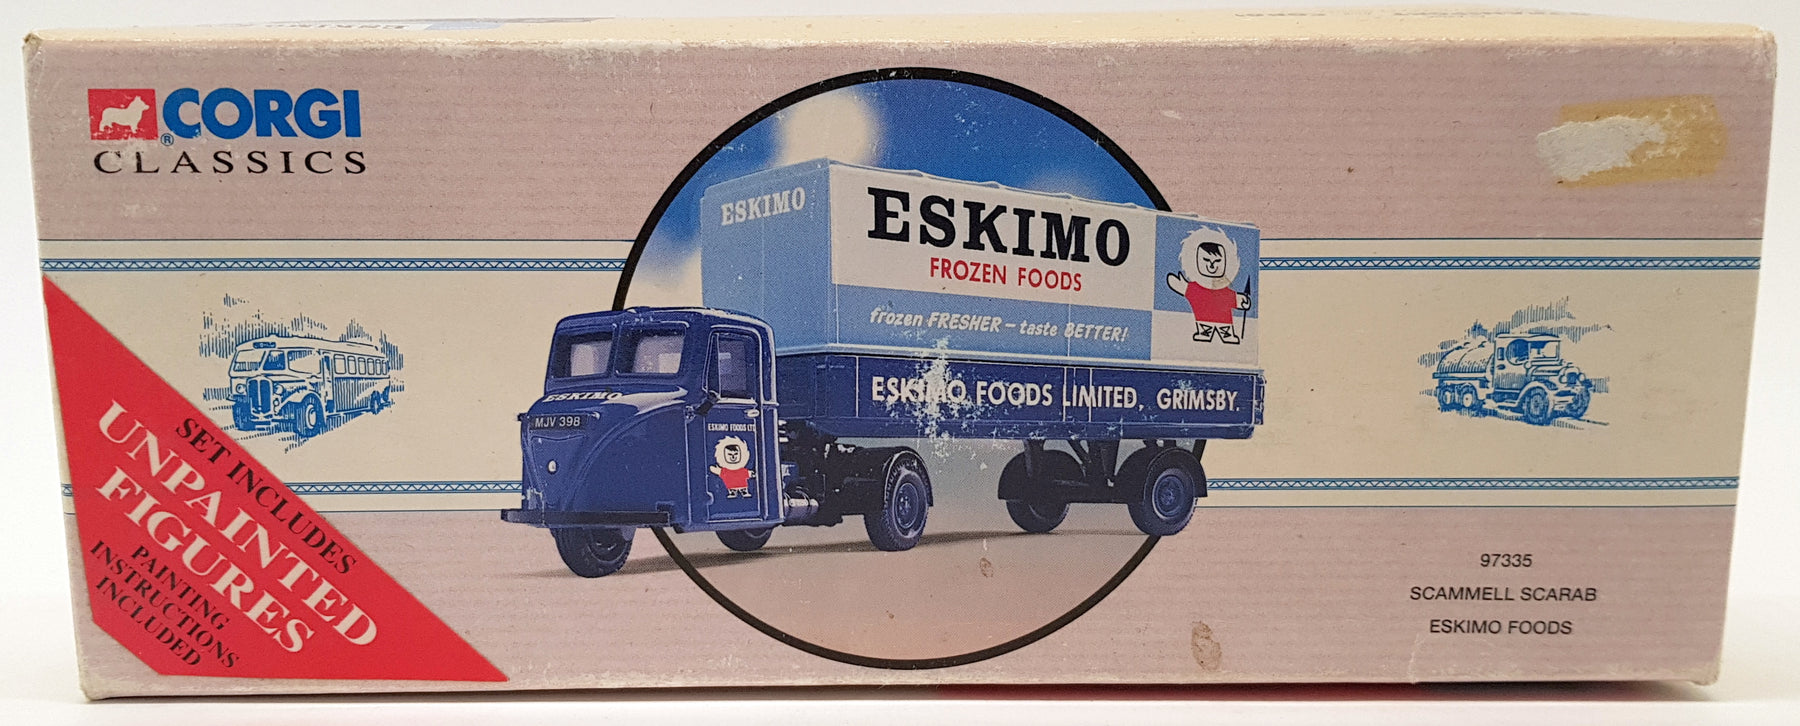 ® CORGI
CLASSICS
SET INCLUDES
UNPAINTED
FIGURES
PAINTING
INSTRUCTIONS
INCLUDED
ESKIMO
ESKIMO
FROZEN FOODS
frozen FRESHER – taste BETTER!
ESKIMO FOODS LIMITED, GRIMSBY.
ESKIMO
MJV 398
ESKIMO FOODS LTD
97335
SCAMMELL SCARAB
ESKIMO FOODS